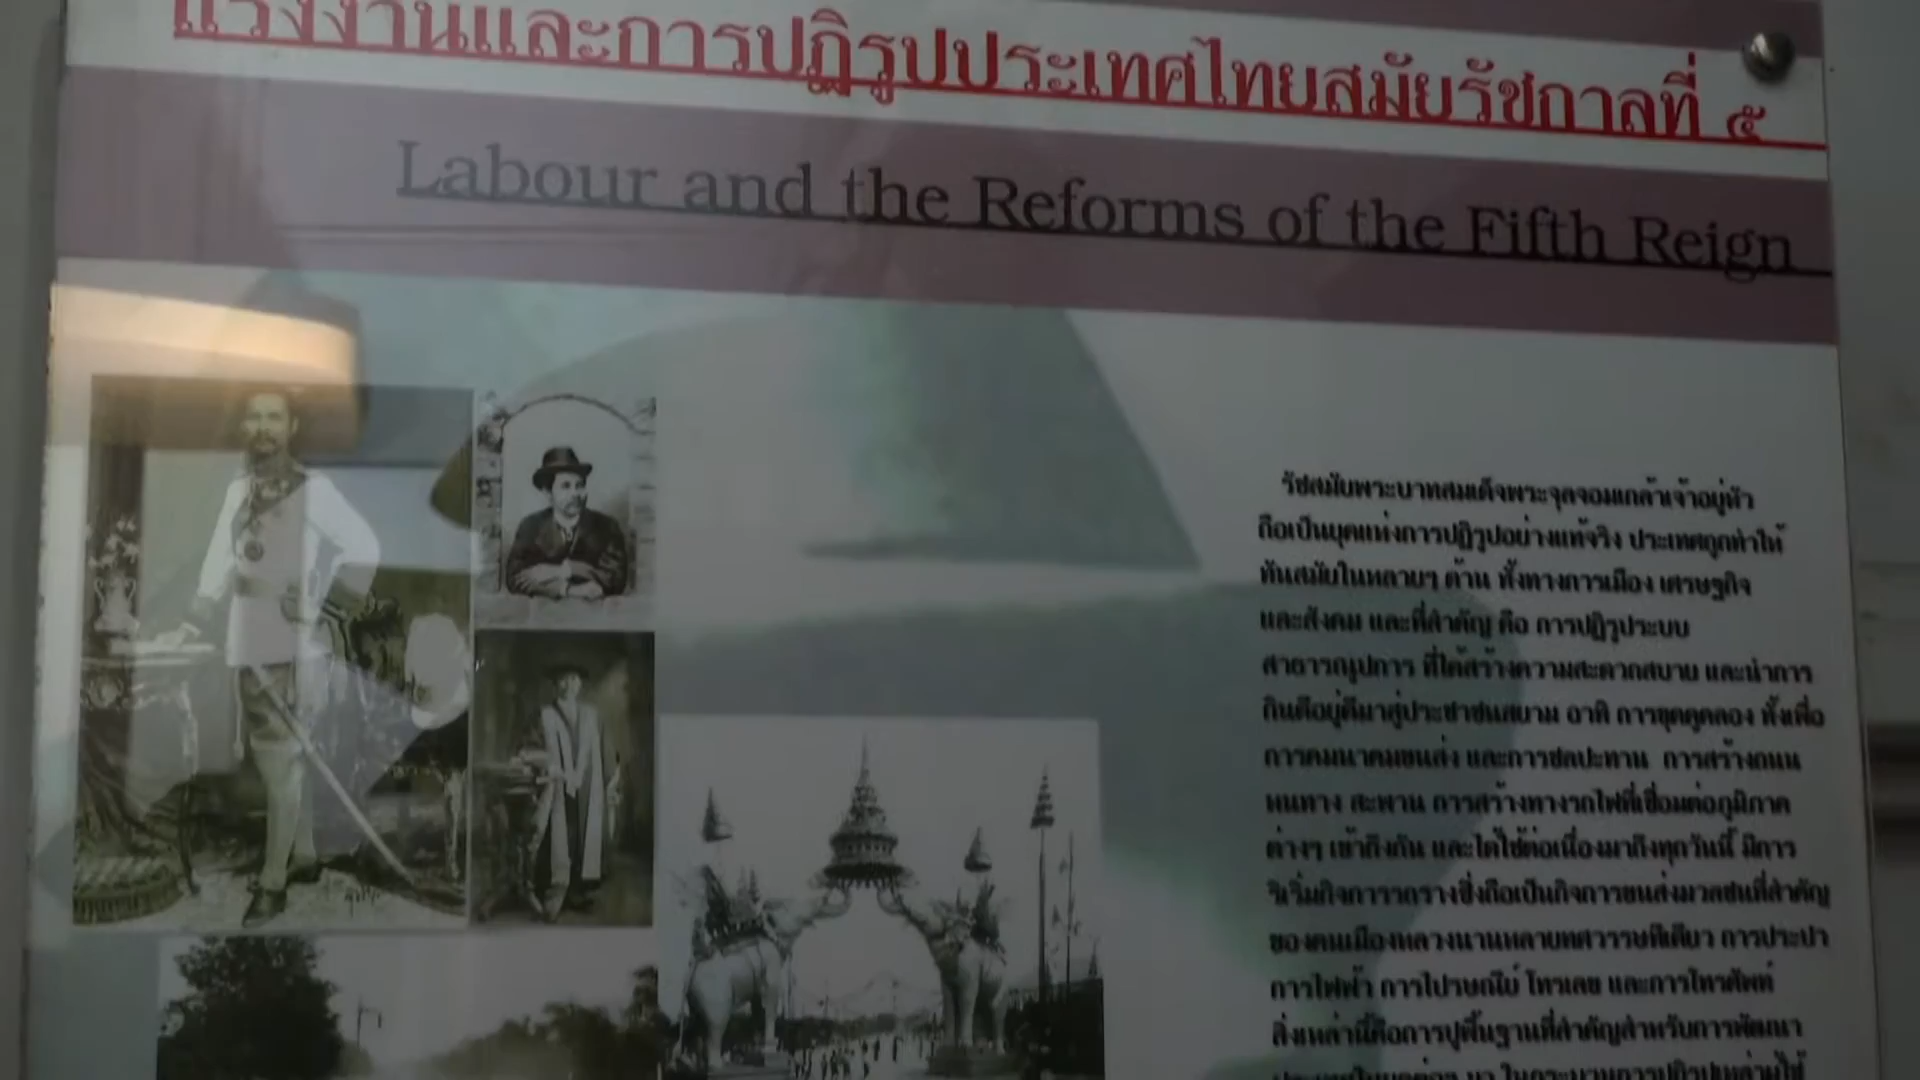 แรงงานและการปฏิรูปประเทศไทยสมัยรัชกาลที่ ๕
Labour and the Reforms of the Fifth Reign
รัชสมัยพระบาทสมเด็จพระจุลจอมเกล้าเจ้าอยู่หัว
ถือเป็นยุคแห่งการปฏิรูปอย่างแท้จริง ประเทศถูกทำให้
ทันสมัยในหลายๆ ด้าน ทั้งทางการเมือง เศรษฐกิจ
และสังคม และที่สำคัญ คือ การปฏิรูประบบ
สาธารณูปการ ที่ได้สร้างความสะดวกสบาย และนำการ
กินดีอยู่ดีมาสู่ประชาชนสยาม อาทิ การขุดคูคลอง ทั้งเพื่อ
การคมนาคมขนส่ง และการชลประทาน การสร้างถนน
หนทาง สะพาน การสร้างทางรถไฟที่เชื่อมต่อภูมิภาค
ต่างๆ เข้าถึงกัน และได้ใช้ต่อเนื่องมาถึงทุกวันนี้ มีการ
ริเริ่มกิจการรถรางซึ่งถือเป็นกิจการขนส่งมวลชนที่สำคัญ
ของคนเมืองหลวงนานหลายทศวรรษทีเดียว การประปา
การไฟฟ้า การไปรษณีย์ โทรเลข และการโทรศัพท์
สิ่งเหล่านี้คือการปูพื้นฐานที่สำคัญสำหรับการพัฒนา